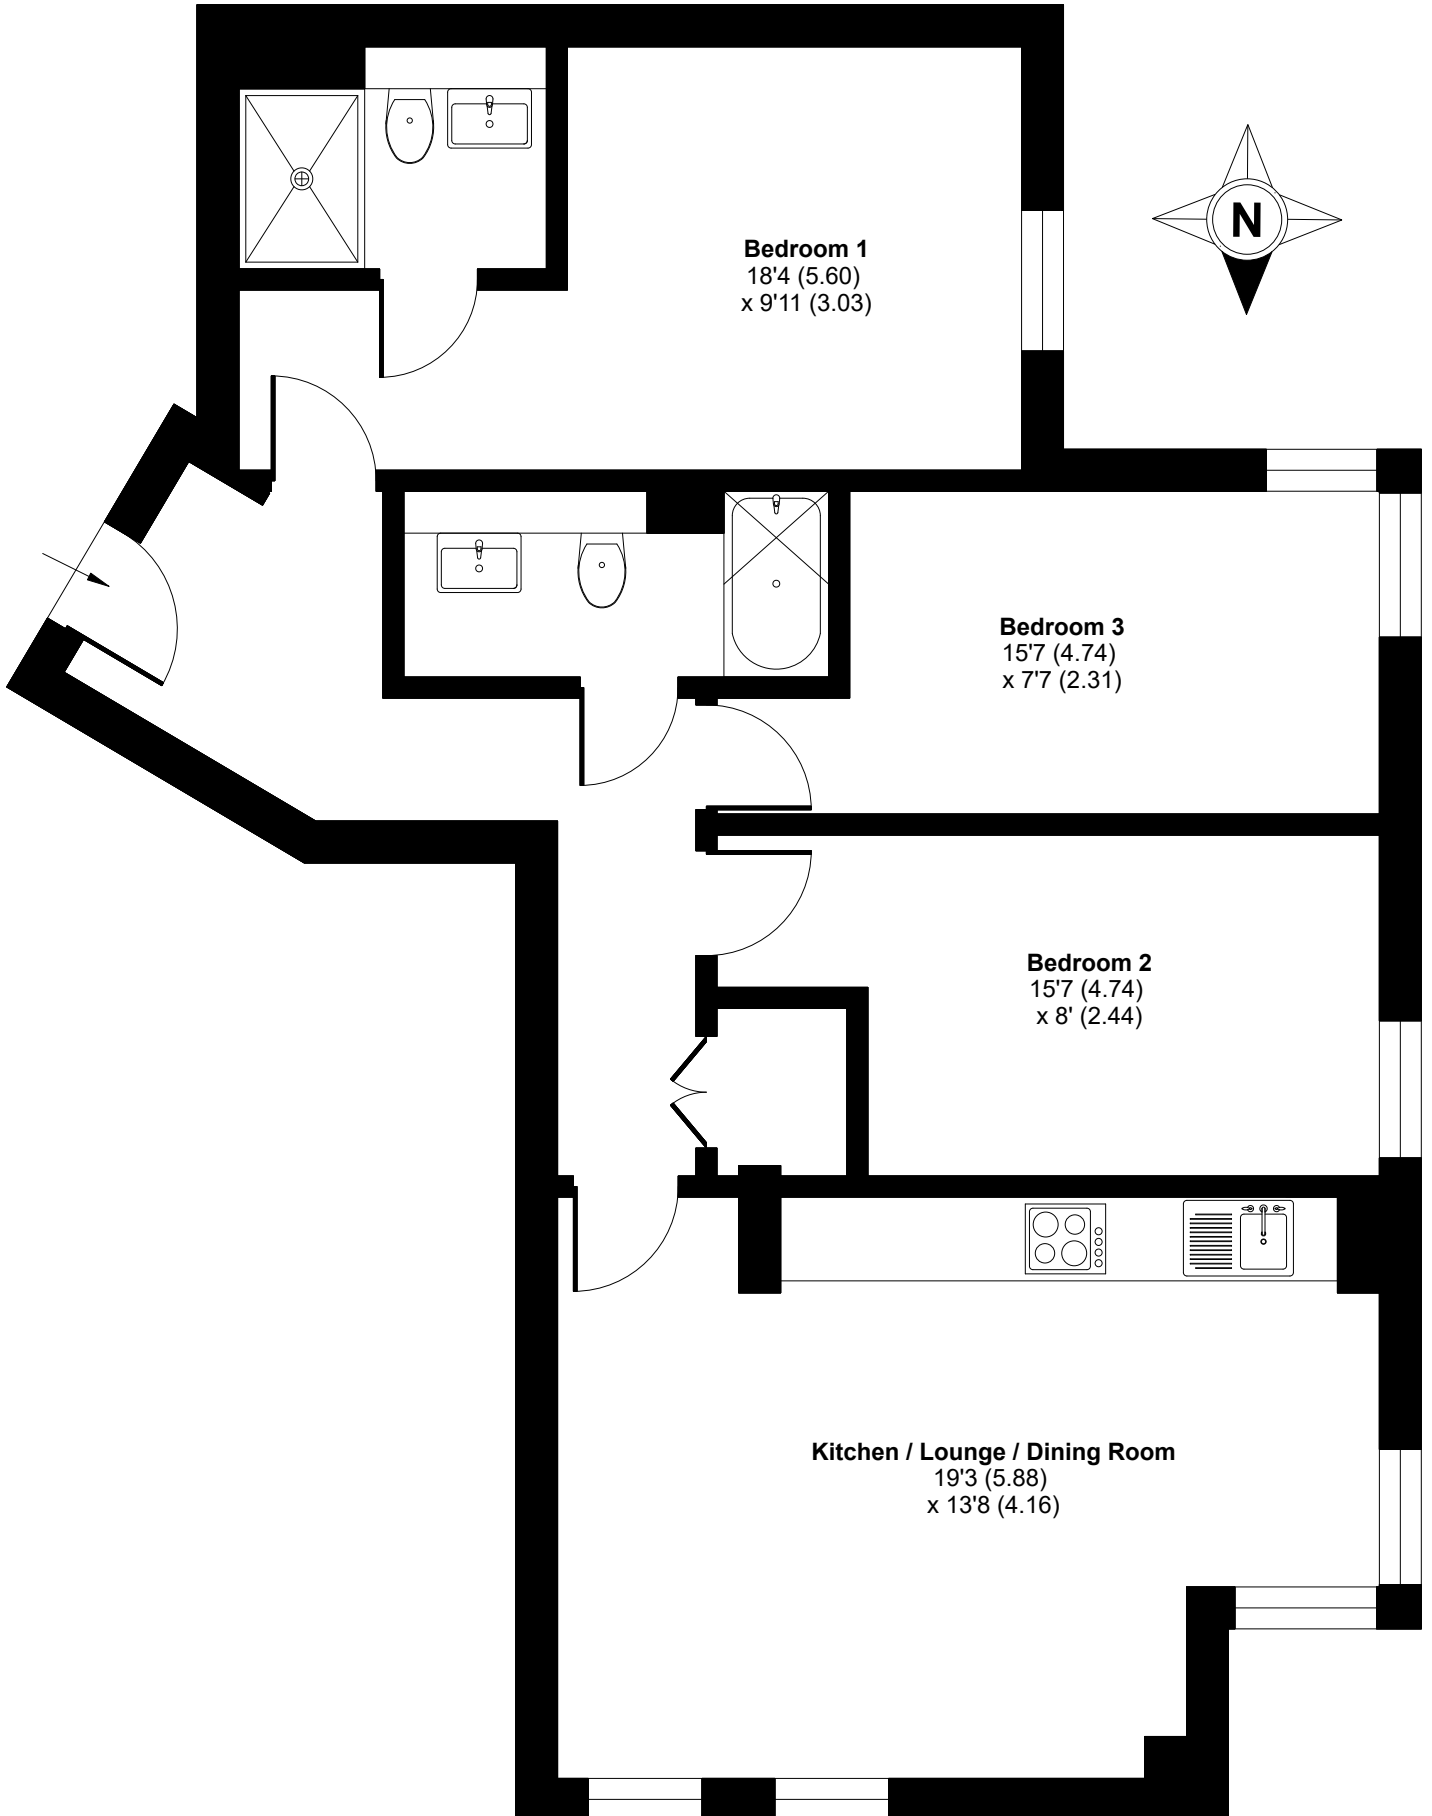 Bedroom 1
18'4 (5.60)
x 9'11 (3.03)
N
Bedroom 3
15'7 (4.74)
x 7'7 (2.31)
Bedroom 2
15'7 (4.74)
x 8' (2.44)
Kitchen / Lounge / Dining Room
19'3 (5.88)
x 13'8 (4.16)